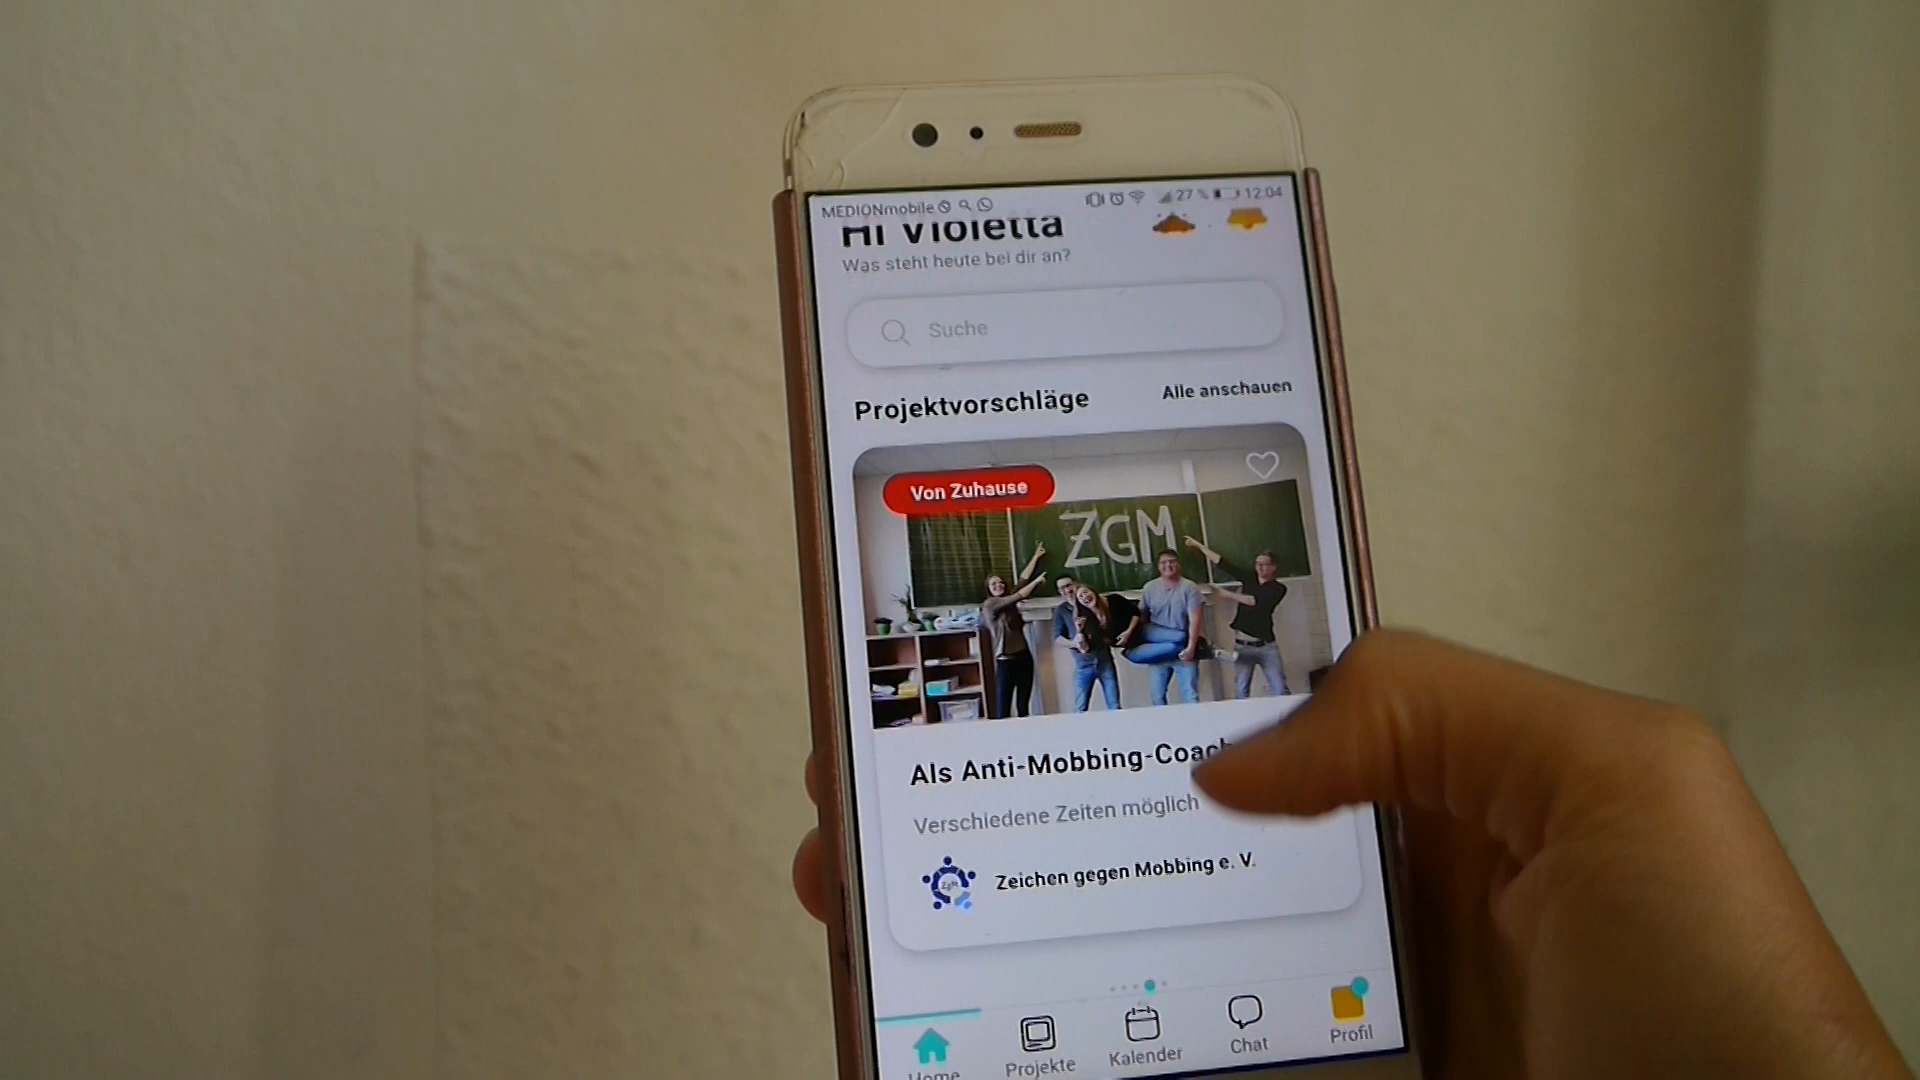 MEDIONmobile
27 % 12:04
Hi Violetta
Was steht heute bei dir an?
Suche
Projektvorschläge
Alle anschauen
Von Zuhause
ZGM
Als Anti-Mobbing-Coach
Verschiedene Zeiten möglich
ZgM
Zeichen gegen Mobbing e. V.
Home
Projekte
Kalender
Chat
Profil